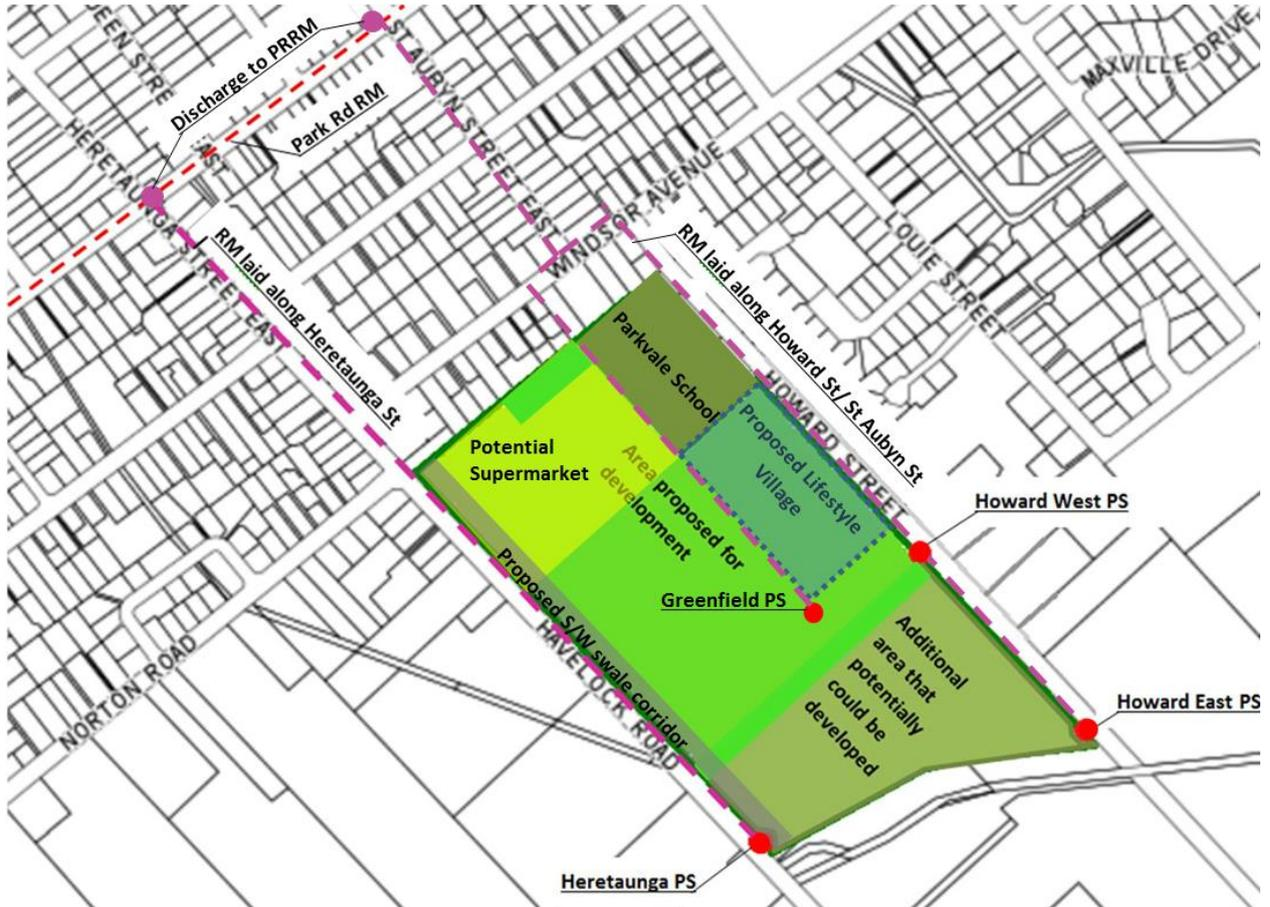 EEN STRE
Discharge to PRRM
ST AUBYN STREET EAST
MAXVILLE DRIVE
Park Rd RM
HERETAUNGA STREET EAST
EAST
WINDSOR AVENUE
RM laid along Heretaunga St
RM laid along Howard St/ St Aubyn St
LOUIE STREET
Parkvale School
HOWARD STREET
Proposed Lifestyle
Village
Potential
Supermarket
Area proposed for
development
Howard West PS
Greenfield PS
Proposed S/W swale corridor
HAVELOCK ROAD
NORTON ROAD
Additional
area that
potentially
could be
developed
Howard East PS
Heretaunga PS